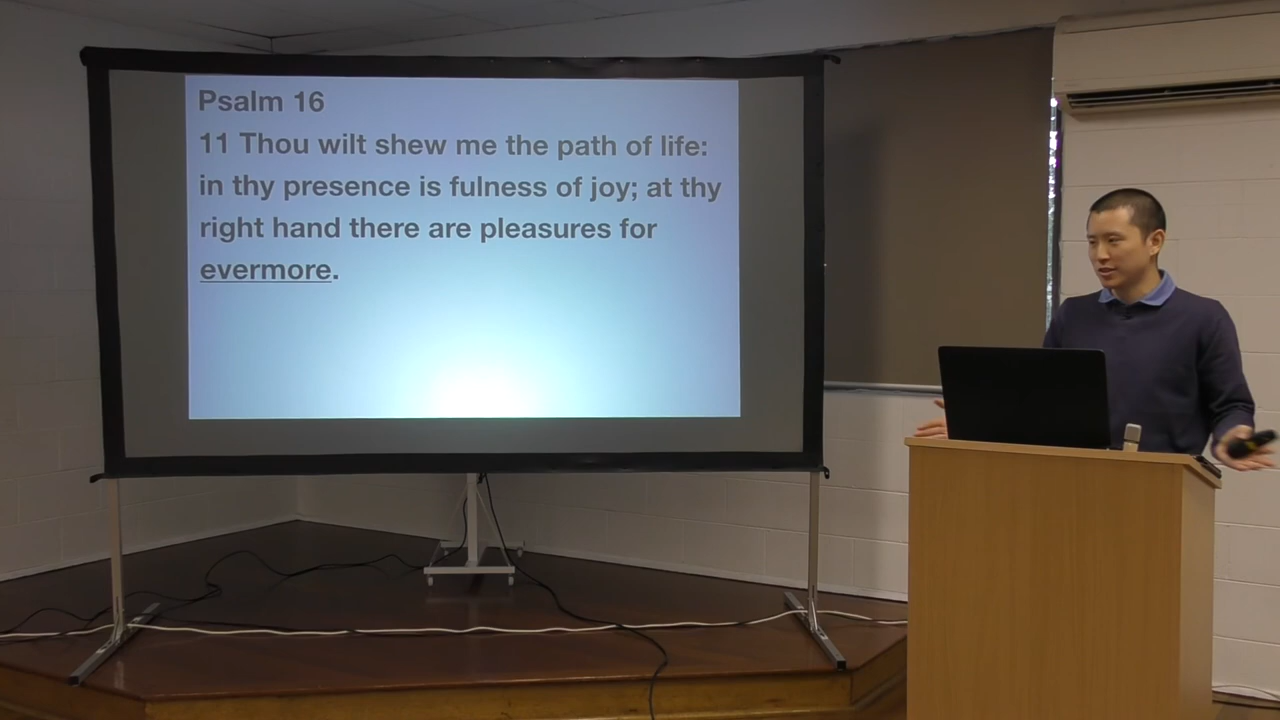 Psalm 16
11 Thou wilt shew me the path of life:
in thy presence is fulness of joy; at thy
right hand there are pleasures for
evermore.